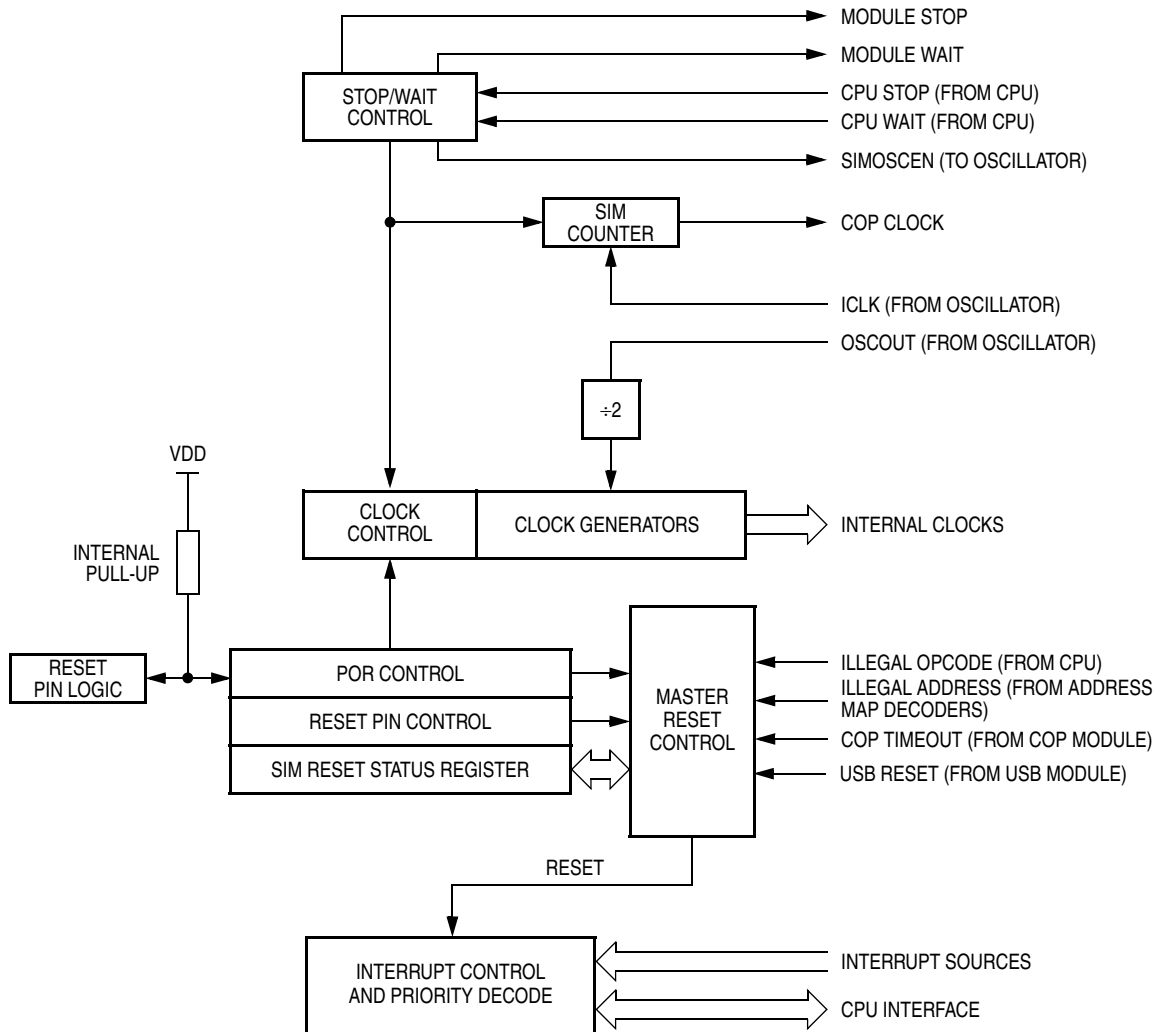 MODULE STOP
MODULE WAIT
STOP/WAIT
CONTROL
CPU STOP (FROM CPU)
CPU WAIT (FROM CPU)
SIMOSCEN (TO OSCILLATOR)
SIM
COUNTER
COP CLOCK
ICLK (FROM OSCILLATOR)
OSCOUT (FROM OSCILLATOR)
÷2
VDD
INTERNAL
PULL-UP
CLOCK
CONTROL
CLOCK GENERATORS
INTERNAL CLOCKS
RESET
PIN LOGIC
POR CONTROL
RESET PIN CONTROL
SIM RESET STATUS REGISTER
MASTER
RESET
CONTROL
ILLEGAL OPCODE (FROM CPU)
ILLEGAL ADDRESS (FROM ADDRESS
MAP DECODERS)
COP TIMEOUT (FROM COP MODULE)
USB RESET (FROM USB MODULE)
RESET
INTERRUPT CONTROL
AND PRIORITY DECODE
INTERRUPT SOURCES
CPU INTERFACE